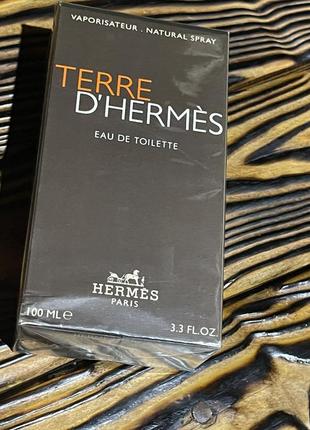 VAPORISATEUR . NATURAL SPRAY
TERRE
D'HERMÈS
EAU DE TOILETTE
HERMÈS
PARIS
100 ML ℮
3.3 FL.OZ